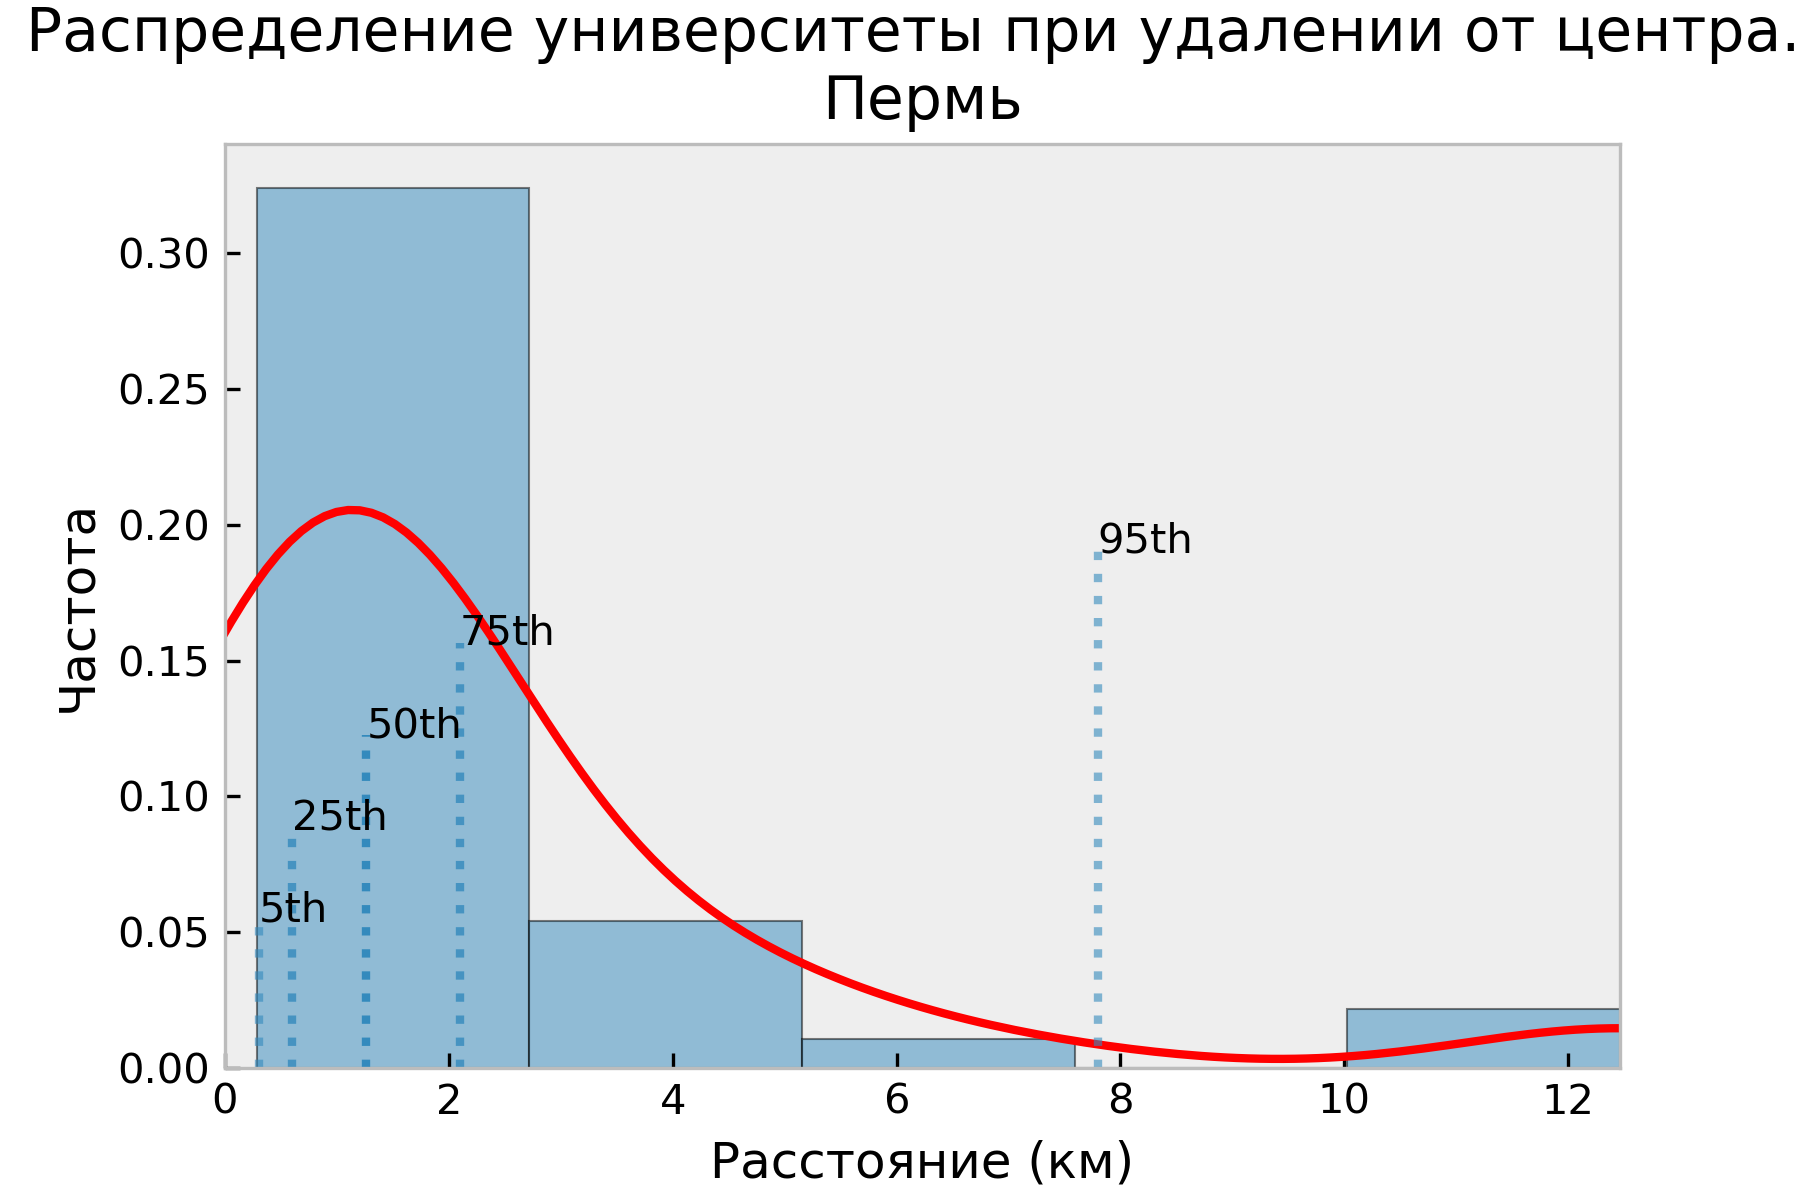 Распределение университеты при удалении от центра.
Пермь
0.30
0.25
0.20
0.15
0.10
0.05
0.00
Частота
5th
25th
50th
75th
95th
0 2 4 6 8 10 12
Расстояние (км)